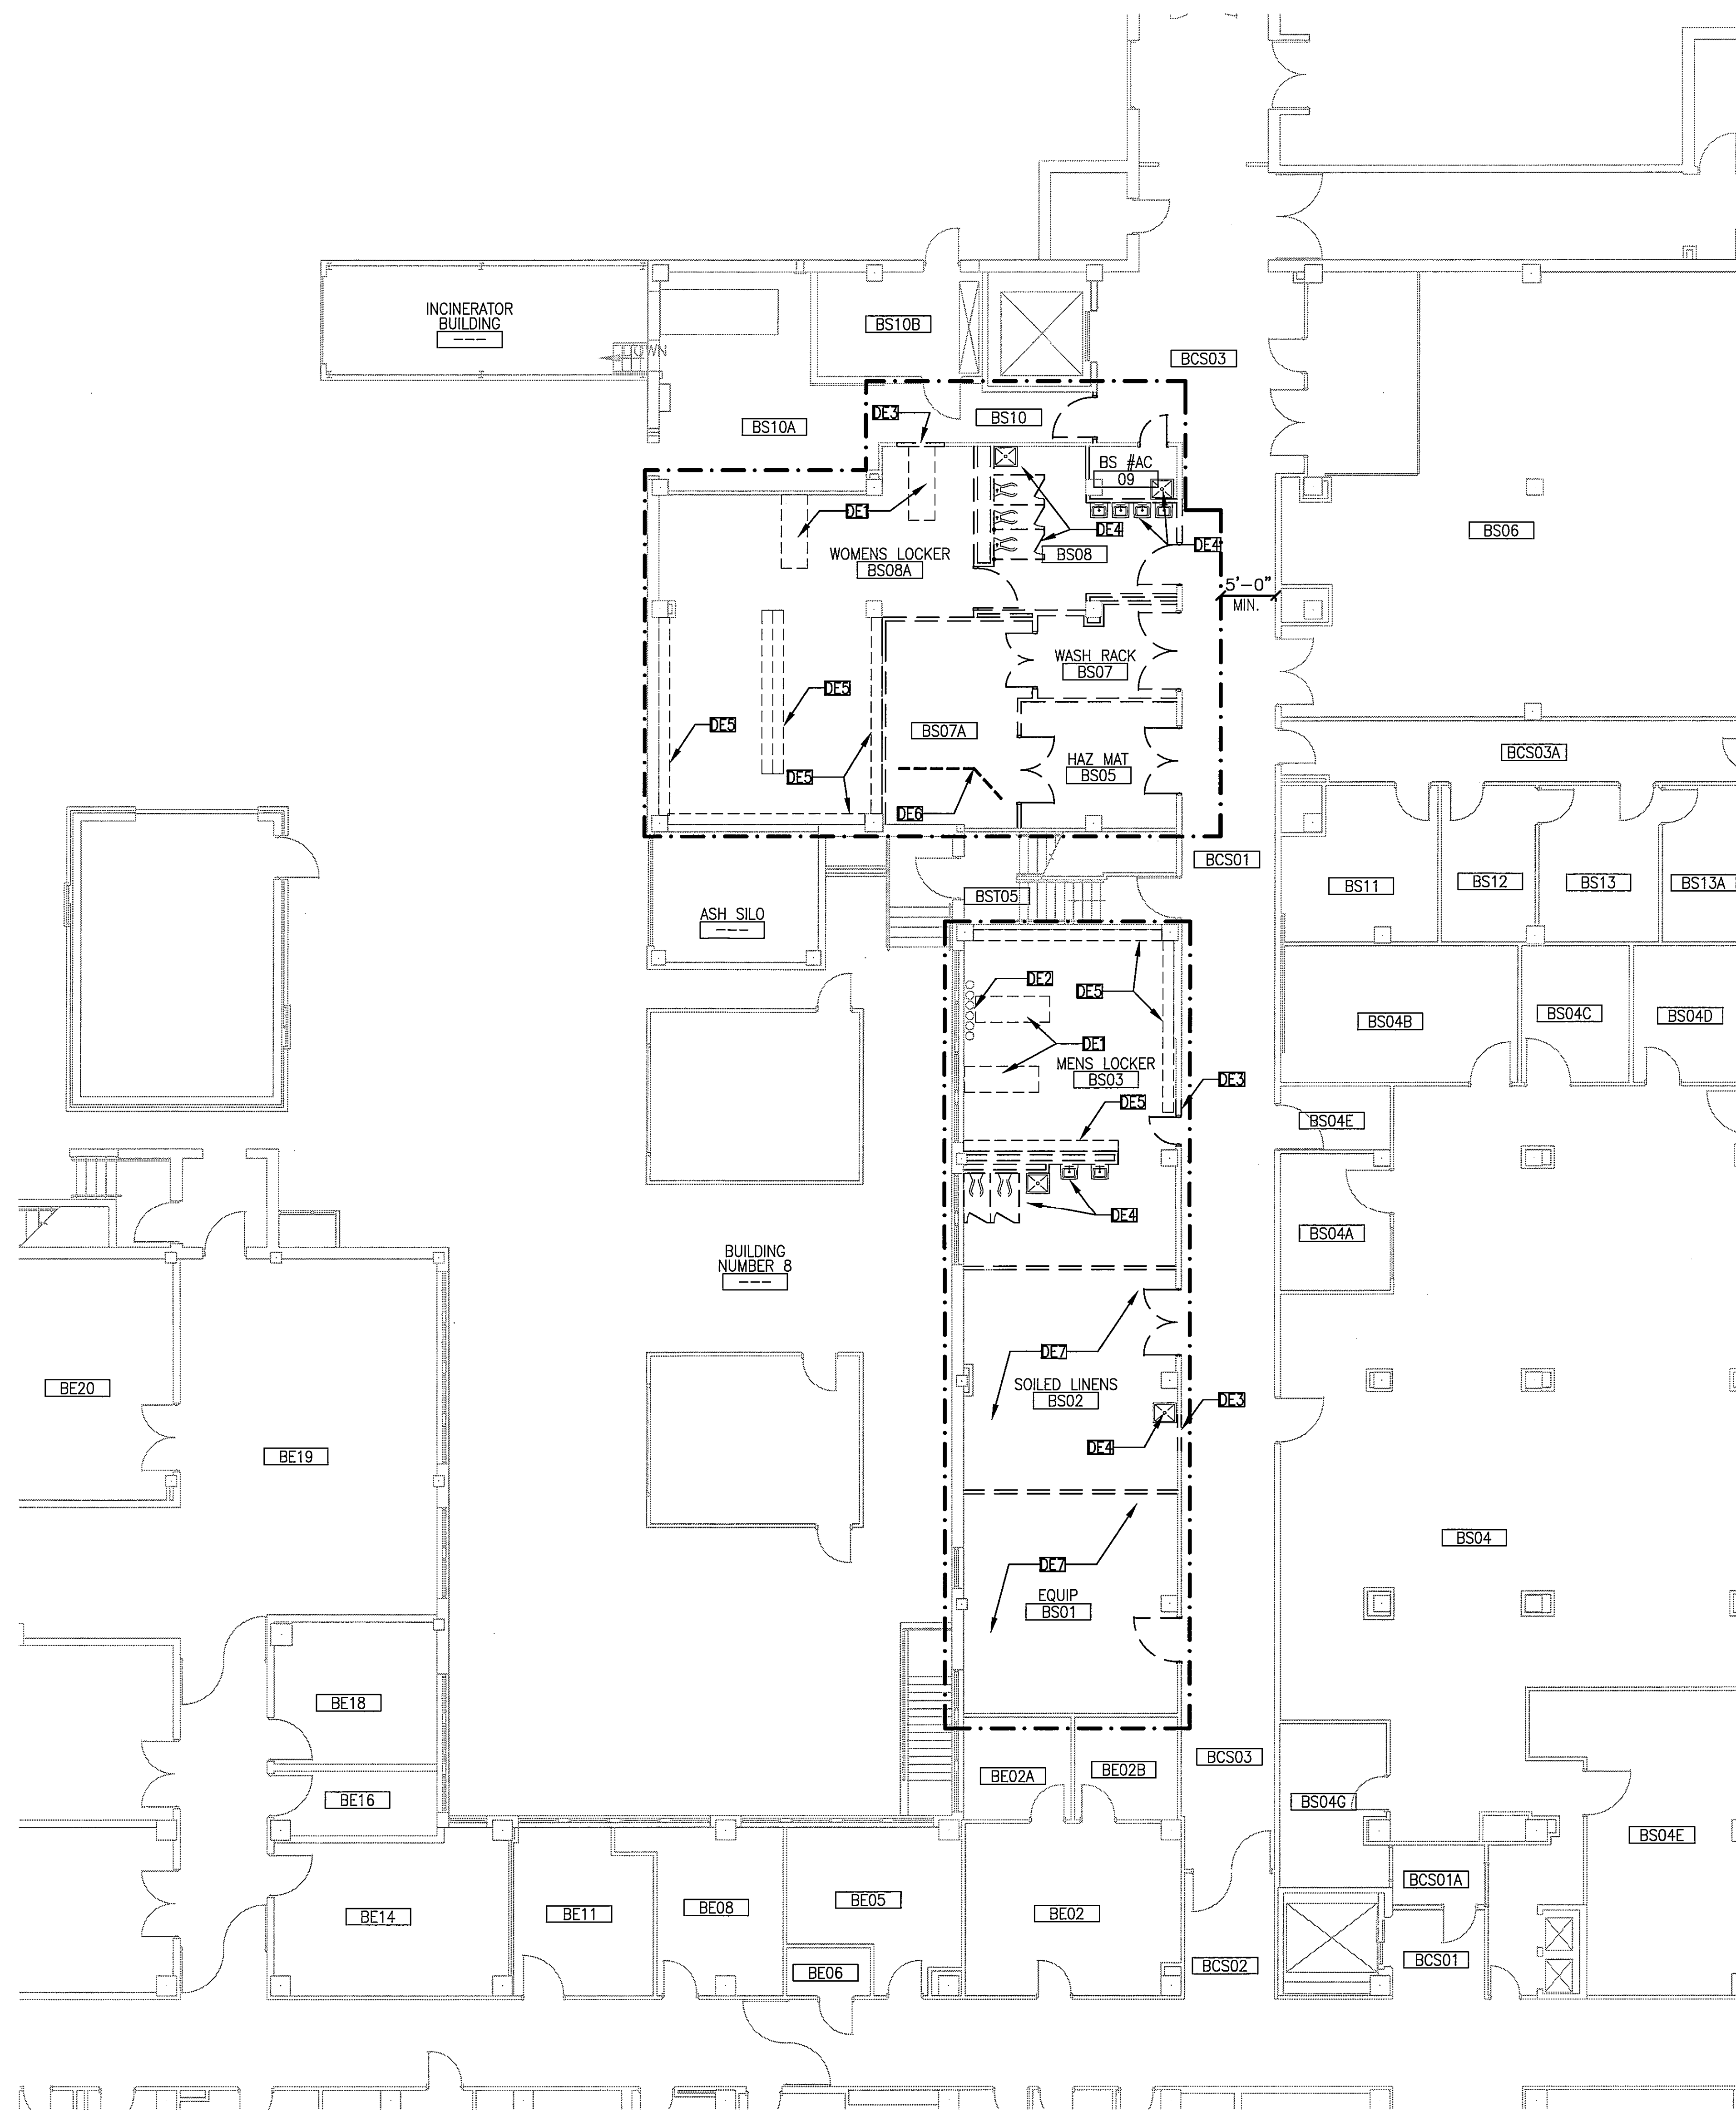 INCINERATOR
BUILDING
---
DOWN
BS10B
BCS03
BS10A
DE3
BS10
BS #AC
09
DE1
DE4
DE4
BS08
WOMENS LOCKER
BS08A
BS06
5'-0"
MIN.
WASH RACK
BS07
DE5
DE5
BS07A
DE5
HAZ MAT
BS05
DE6
BCS03A
BCS01
BS11
BS12
BS13
BS13A
BST05
ASH SILO
---
DE2
DE5
BS04B
BS04C
BS04D
DE1
MENS LOCKER
BS03
DE3
DE5
BS04E
DE4
BS04A
BUILDING
NUMBER 8
---
DE7
SOILED LINENS
BS02
BE20
DE3
DE4
BE19
BS04
DE7
EQUIP
BS01
BE18
BCS03
BE02A
BE02B
BE16
BS04G
BS04E
BCS01A
BE14
BE11
BE08
BE05
BE02
BE06
BCS02
BCS01